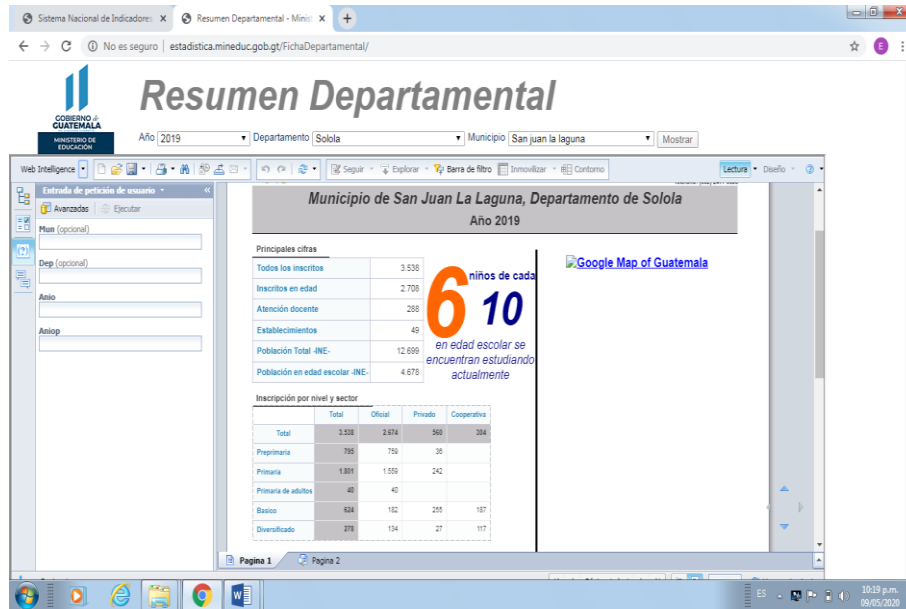 Sistema Nacional de Indicadores
Resumen Departamental - Minist
No es seguro | estadistica.mineduc.gob.gt/FichaDepartamental/
E
GOBIERNO de
GUATEMALA
MINISTERIO DE
EDUCACIÓN
Resumen Departamental
Año 2019 Departamento Solola Municipio San juan la laguna Mostrar
Web Intelligence Seguir Explorar Barra de filtro Inmovilizar Contorno Lectura Diseño
Entrada de petición de usuario
Avanzadas Ejecutar
Mun (opcional)
Dep (opcional)
Anio
Aniop
Municipio de San Juan La Laguna, Departamento de Solola
Año 2019
Principales cifras
Todos los inscritos 3.538
Inscritos en edad 2.708
Atención docente 288
Establecimientos 49
Población Total -INE- 12.699
Población en edad escolar -INE- 4.678
6 niños de cada
10
en edad escolar se
encuentran estudiando
actualmente
Google Map of Guatemala
Inscripción por nivel y sector
Total Oficial Privado Cooperativa
Total 3.538 2.674 560 304
Preprimaria 795 759 36
Primaria 1.801 1.559 242
Primaria de adultos 40 40
Basico 624 182 255 187
Diversificado 278 134 27 117
Pagina 1 Pagina 2
ES 10:19 p.m.
09/05/2020